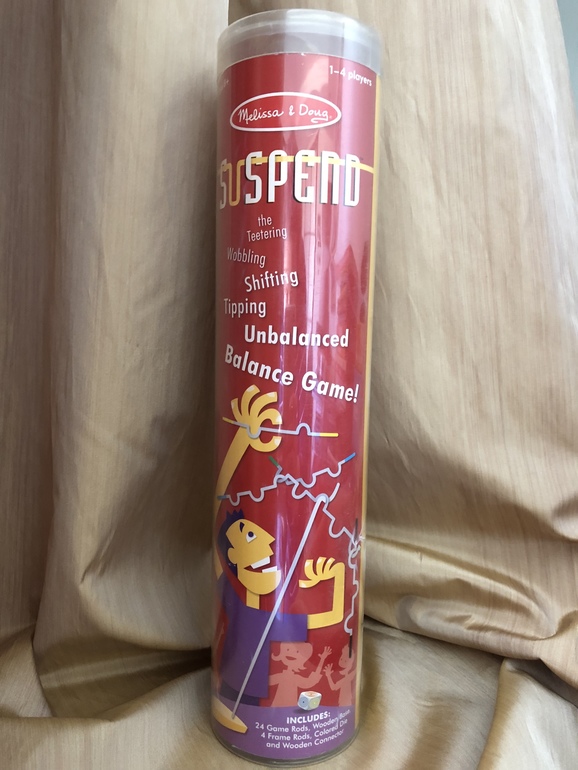 1–4 players
Melissa & Doug
SUSPEND
the
Teetering
Wobbling
Shifting
Tipping
Unbalanced
Balance Game!
INCLUDES:
24 Game Rods, Wooden Base
4 Frame Rods, Colored Die
and Wooden Connector